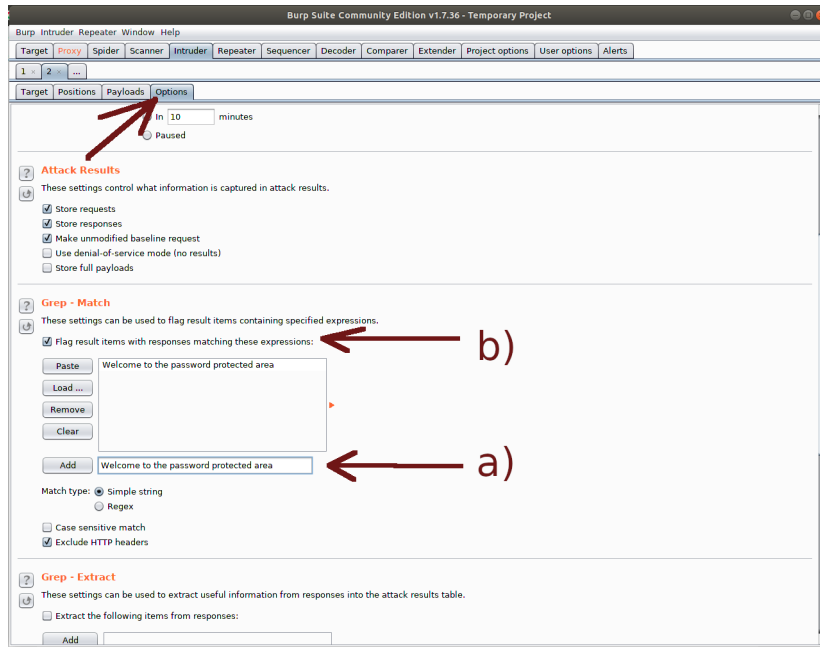 Burp Suite Community Edition v1.7.36 - Temporary Project
Burp Intruder Repeater Window Help
Target Proxy Spider Scanner Intruder Repeater Sequencer Decoder Comparer Extender Project options User options Alerts
1 × 2 × ...
Target Positions Payloads Options
In 10 minutes
Paused
? Attack Results
These settings control what information is captured in attack results.
Store requests
Store responses
Make unmodified baseline request
Use denial-of-service mode (no results)
Store full payloads
? Grep - Match
These settings can be used to flag result items containing specified expressions.
Flag result items with responses matching these expressions:
b)
Paste Welcome to the password protected area
Load ...
Remove
Clear
Add Welcome to the password protected area
a)
Match type: Simple string
Regex
Case sensitive match
Exclude HTTP headers
? Grep - Extract
These settings can be used to extract useful information from responses into the attack results table.
Extract the following items from responses:
Add